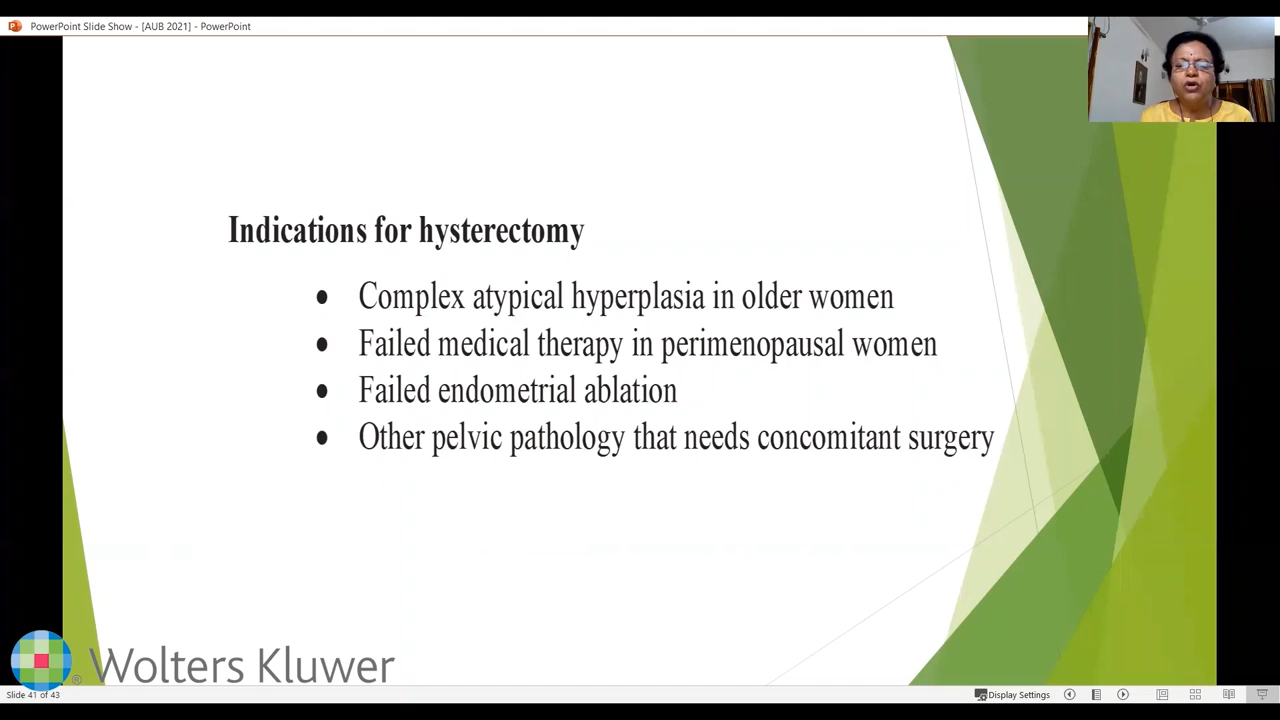 PowerPoint Slide Show - [AUB 2021] - PowerPoint
Indications for hysterectomy
• Complex atypical hyperplasia in older women
• Failed medical therapy in perimenopausal women
• Failed endometrial ablation
• Other pelvic pathology that needs concomitant surgery
Wolters Kluwer
Slide 41 of 43
Display Settings